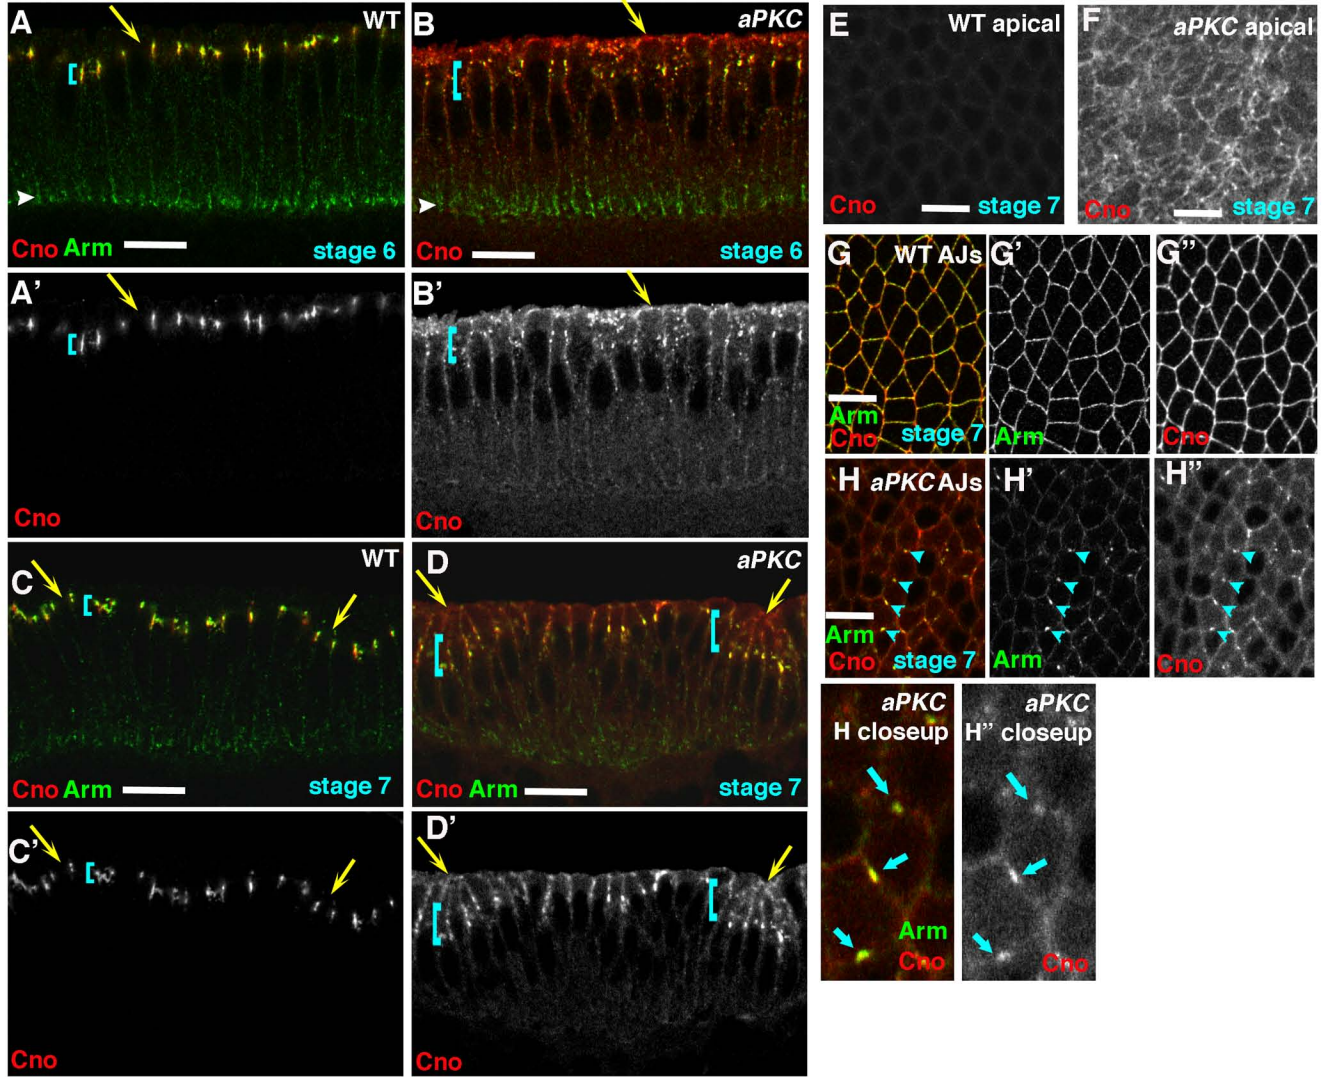 A WT
Cno Arm stage 6
B aPKC
Cno stage 6
A'
Cno
B'
Cno
C WT
Cno Arm stage 7
D aPKC
Cno Arm stage 7
C'
Cno
D'
Cno
E WT apical
Cno stage 7
F aPKC apical
Cno stage 7
G WT AJs
Arm
Cno stage 7
G'
Arm
G''
Cno
H aPKC AJs
Arm
Cno stage 7
H'
Arm
H''
Cno
aPKC
H closeup
Arm
Cno
aPKC
H'' closeup
Cno